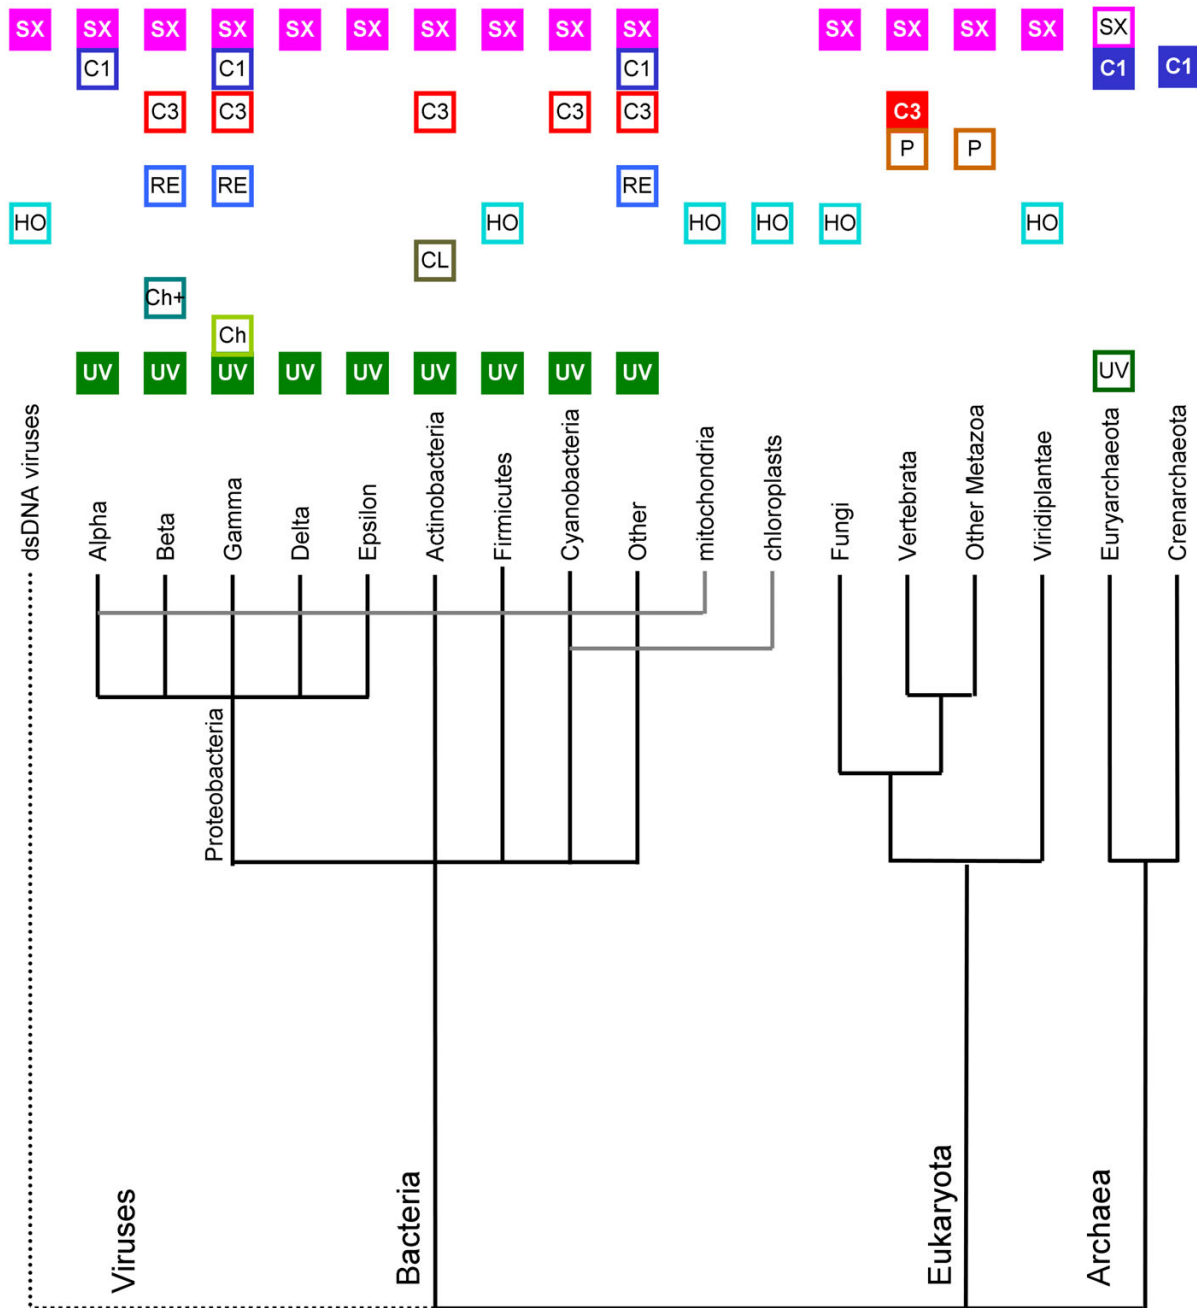 SX SX SX SX SX SX SX SX SX SX SX SX SX SX SX
C1 C1 C1 C1 C1
C3 C3 C3 C3 C3 C3
P P
RE RE RE
HO HO HO HO HO HO
CL
Ch+
Ch
UV UV UV UV UV UV UV UV UV UV
dsDNA viruses
Alpha
Beta
Gamma
Delta
Epsilon
Actinobacteria
Firmicutes
Cyanobacteria
Other
mitochondria
chloroplasts
Fungi
Vertebrata
Other Metazoa
Viridiplantae
Euryarchaeota
Crenarchaeota
Proteobacteria
Viruses
Bacteria
Eukaryota
Archaea